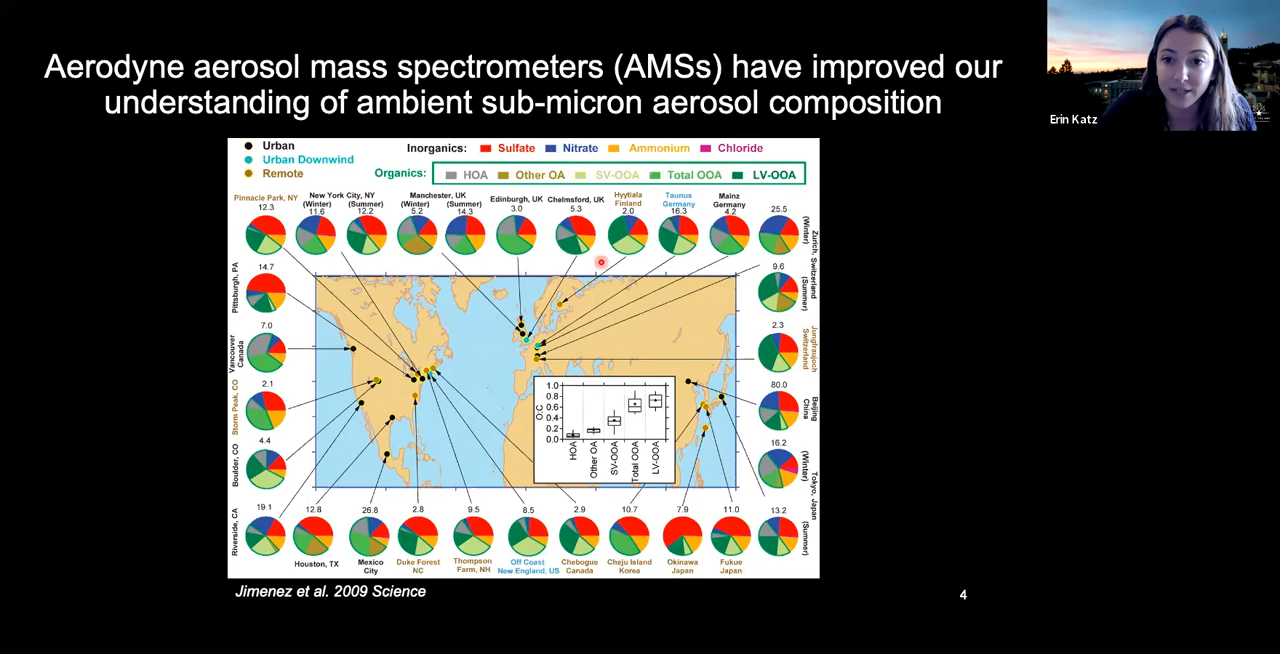 Aerodyne aerosol mass spectrometers (AMSs) have improved our
understanding of ambient sub-micron aerosol composition
Erin Katz
Urban
Urban Downwind
Remote
Inorganics: Sulfate Nitrate Ammonium Chloride
Organics: HOA Other OA SV-OOA Total OOA LV-OOA
Pinnacle Park, NY
12.3
New York City, NY
(Winter) (Summer)
11.6 12.2
Manchester, UK
(Winter) (Summer)
5.2 14.3
Edinburgh, UK
3.0
Chelmsford, UK
5.3
Hyytiala
Finland
2.0
Taunus
Germany
16.3
Mainz
Germany
4.2
25.5
(Winter)
Zurich, Switzerland
9.6
(Summer)
2.3
Jungfraujoch
Switzerland
80.0
Beijing
China
16.2
(Winter)
Tokyo, Japan
13.2
(Summer)
Pittsburgh, PA
14.7
Vancouver
Canada
7.0
Storm Peak, CO
2.1
Boulder, CO
4.4
Riverside, CA
19.1
12.8
Houston, TX
26.8
Mexico
City
2.8
Duke Forest
NC
9.5
Thompson
Farm, NH
8.5
Off Coast
New England, US
2.9
Chebogue
Canada
10.7
Cheju Island
Korea
7.9
Okinawa
Japan
11.0
Fukue
Japan
O:C
1.0
0.8
0.6
0.4
0.2
0.0
HOA
Other OA
SV-OOA
Total OOA
LV-OOA
Jimenez et al. 2009 Science
4